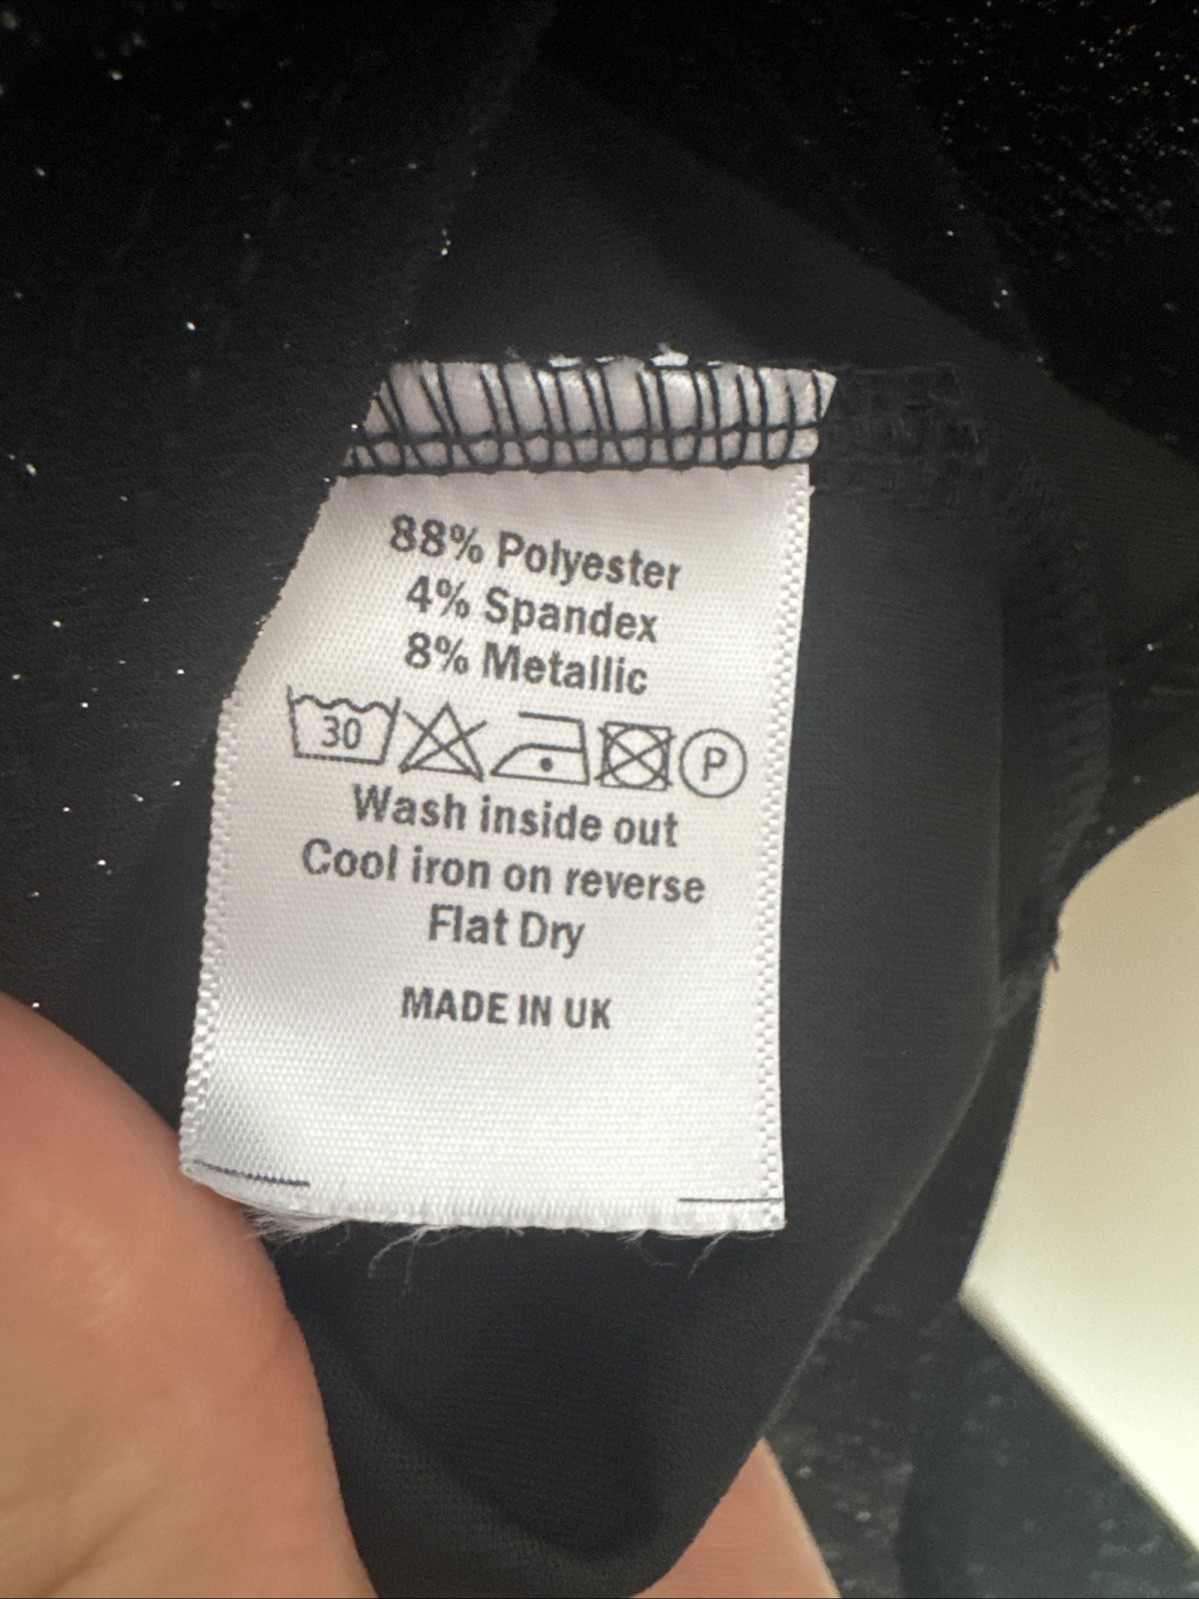 88% Polyester
4% Spandex
8% Metallic
30 P
Wash inside out
Cool iron on reverse
Flat Dry
MADE IN UK